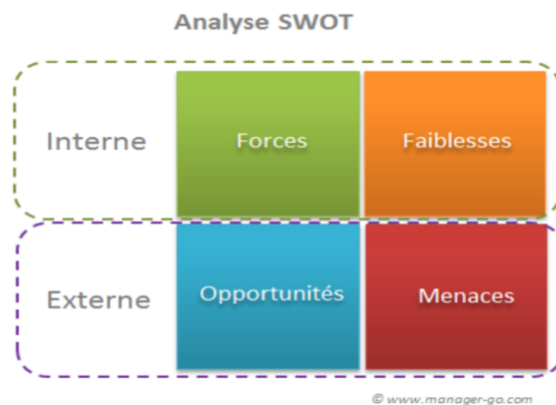 Analyse SWOT
Interne
Forces
Faiblesses
Externe
Opportunités
Menaces
© www.manager-go.com